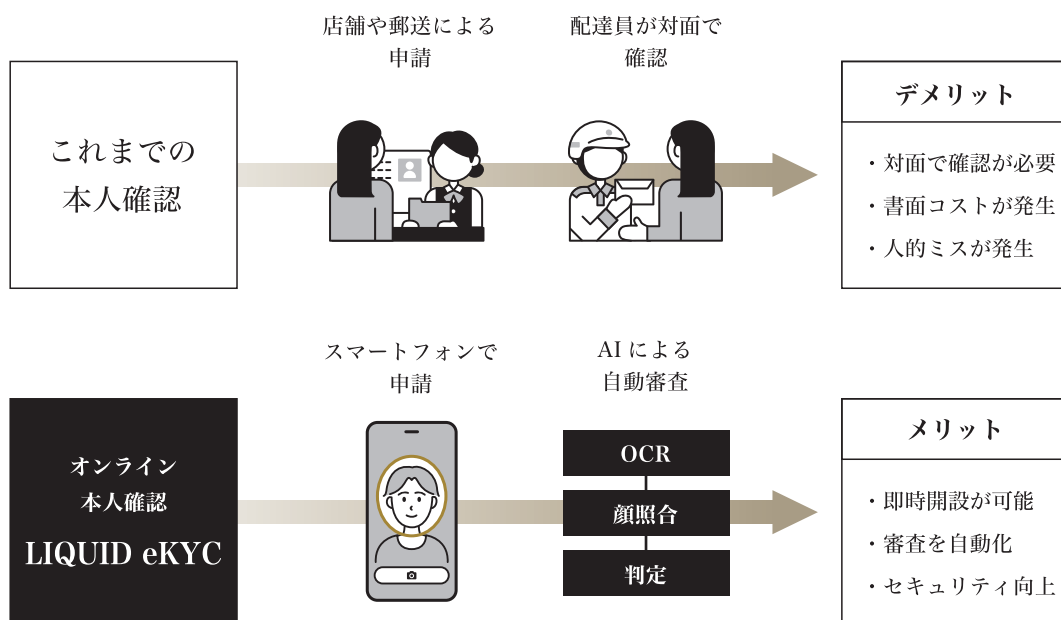 店舗や郵送による
申請
配達員が対面で
確認
これまでの
本人確認
デメリット
・対面で確認が必要
・書面コストが発生
・人的ミスが発生
スマートフォンで
申請
AIによる
自動審査
オンライン
本人確認
LIQUID eKYC
OCR
顔照合
判定
メリット
・即時開設が可能
・審査を自動化
・セキュリティ向上